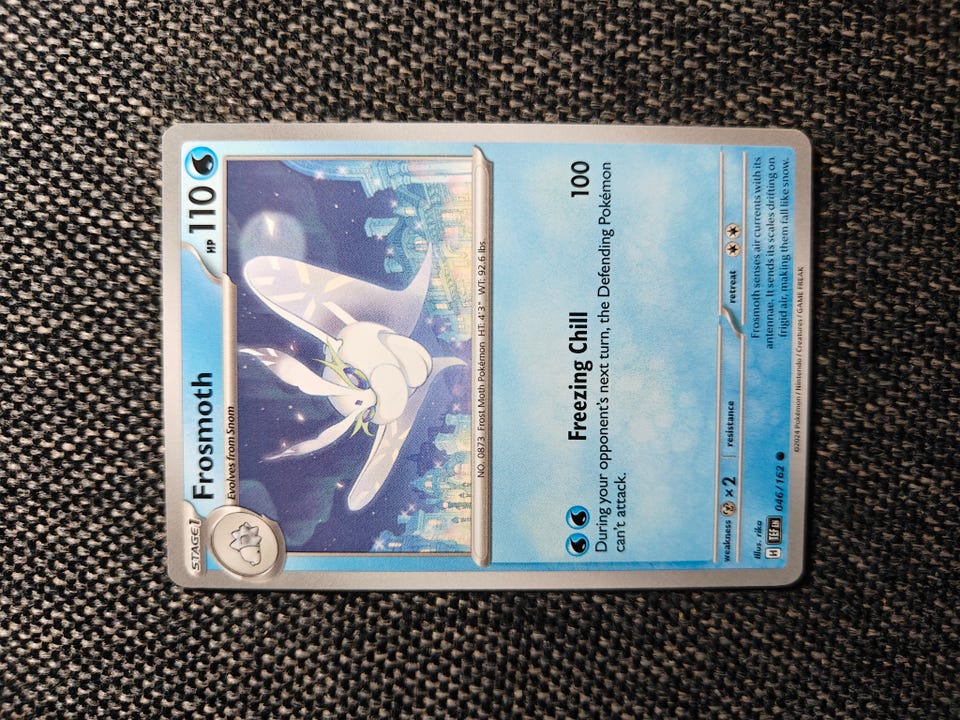 STAGE 1
Frosmoth
HP 110
Evolves from Snom
NO. 0873 Frost Moth Pokémon HT: 4'3" WT: 92.6 lbs.
Freezing Chill 100
During your opponent's next turn, the Defending Pokémon
can't attack.
weakness ×2 resistance retreat
illus. rika
H TEF EN 046/162
Frosmoth senses air currents with its
antennae. It sends its scales drifting on
frigid air, making them fall like snow.
©2024 Pokémon / Nintendo / Creatures / GAME FREAK